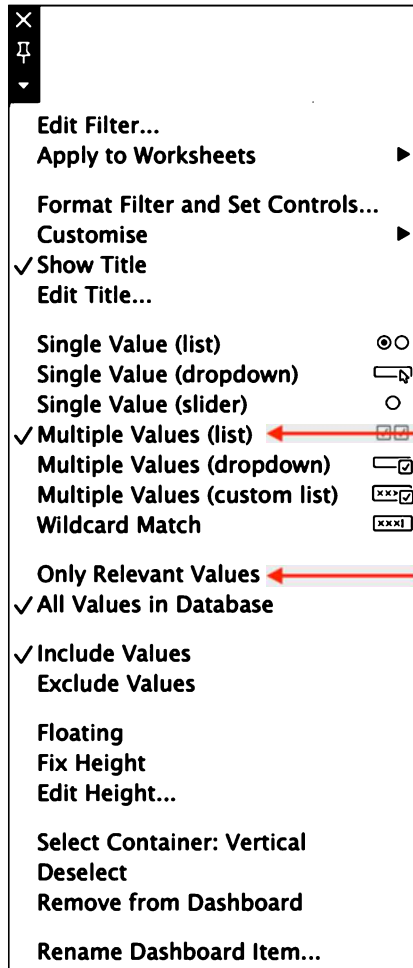 Edit Filter...
Apply to Worksheets
Format Filter and Set Controls...
Customise
Show Title
Edit Title...
Single Value (list)
Single Value (dropdown)
Single Value (slider)
Multiple Values (list)
Multiple Values (dropdown)
Multiple Values (custom list)
Wildcard Match
Only Relevant Values
All Values in Database
Include Values
Exclude Values
Floating
Fix Height
Edit Height...
Select Container: Vertical
Deselect
Remove from Dashboard
Rename Dashboard Item...